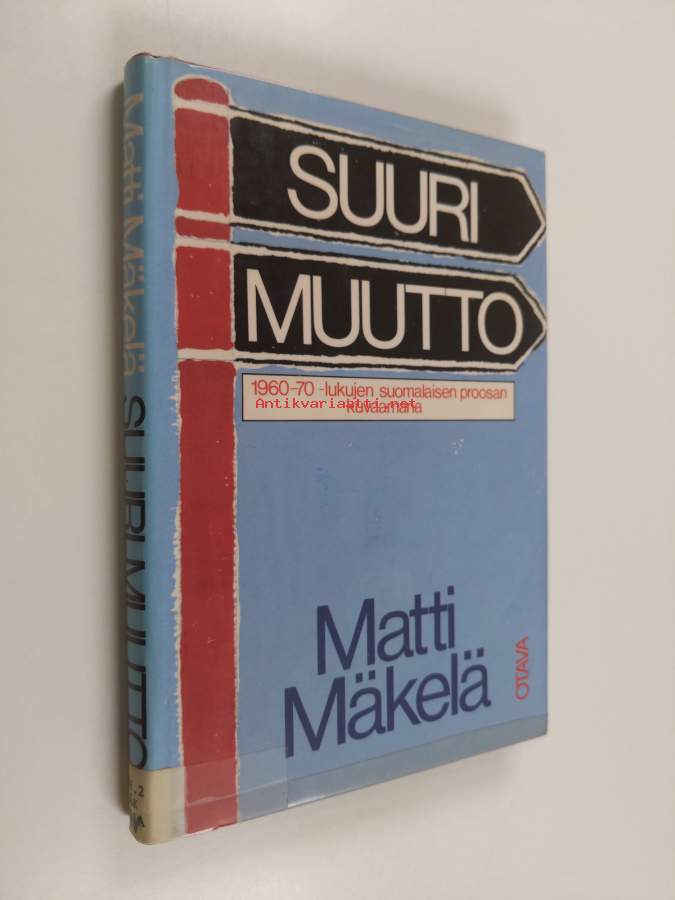 SUURI
MUUTTO
1960-70 -lukujen suomalaisen proosan
kuvaamana
Antikvariaatti.net
Matti
Mäkelä
OTAVA
Matti Mäkelä SUURI MUUTTO